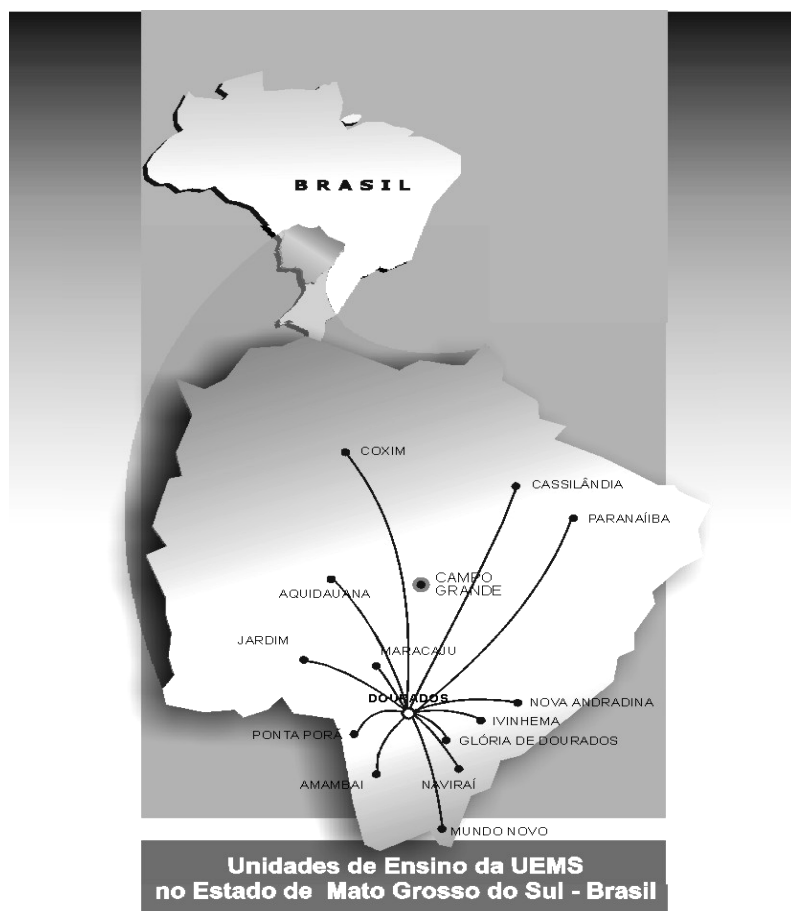 BRASIL
COXIM
CASSILÂNDIA
PARANAÍIBA
CAMPO
GRANDE
AQUIDAUANA
JARDIM
MARACAJU
DOURADOS
NOVA ANDRADINA
IVINHEMA
PONTA PORÃ
GLÓRIA DE DOURADOS
AMAMBAI
NAVIRAÍ
MUNDO NOVO
Unidades de Ensino da UEMS
no Estado de Mato Grosso do Sul - Brasil